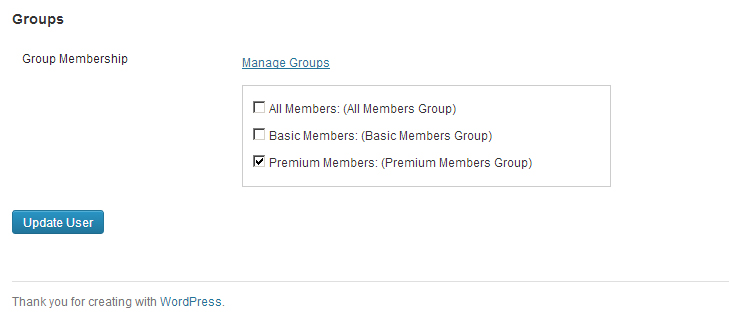 Groups
Group Membership
Manage Groups
All Members: (All Members Group)
Basic Members: (Basic Members Group)
Premium Members: (Premium Members Group)
Update User
Thank you for creating with WordPress.